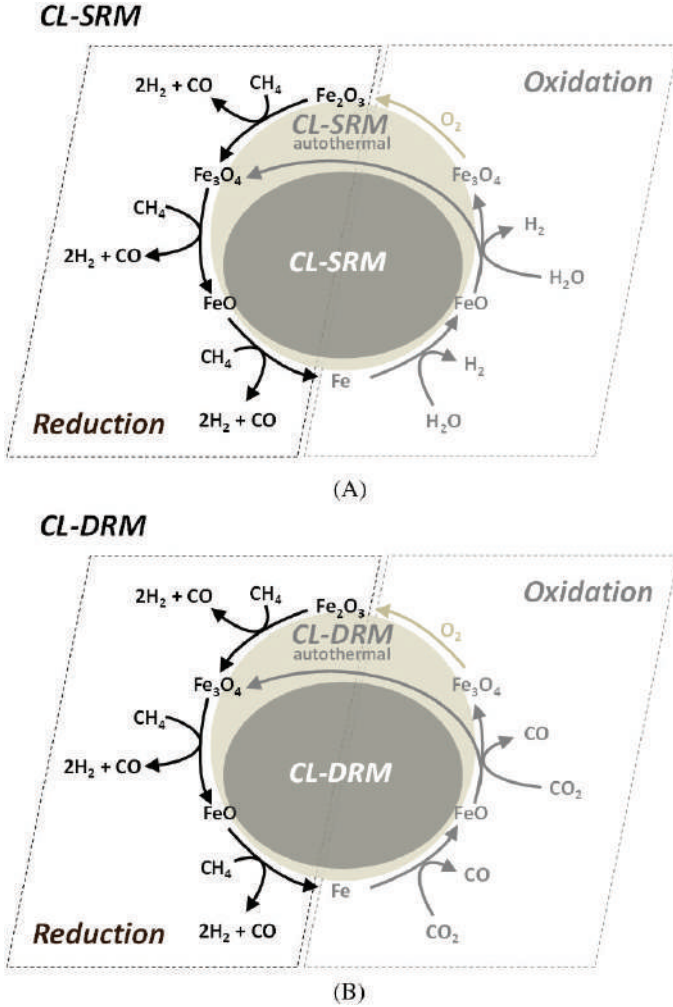 CL-SRM
2H₂ + CO
CH₄
Fe₂O₃
Oxidation
CL-SRM
autothermal
O₂
Fe₃O₄
Fe₃O₄
CH₄
H₂
2H₂ + CO
CL-SRM
H₂O
FeO
FeO
CH₄
Fe
H₂
2H₂ + CO
H₂O
Reduction
(A)
CL-DRM
2H₂ + CO
CH₄
Fe₂O₃
Oxidation
CL-DRM
autothermal
O₂
Fe₃O₄
Fe₃O₄
CH₄
CO
2H₂ + CO
CL-DRM
CO₂
FeO
FeO
CH₄
Fe
CO
2H₂ + CO
CO₂
Reduction
(B)